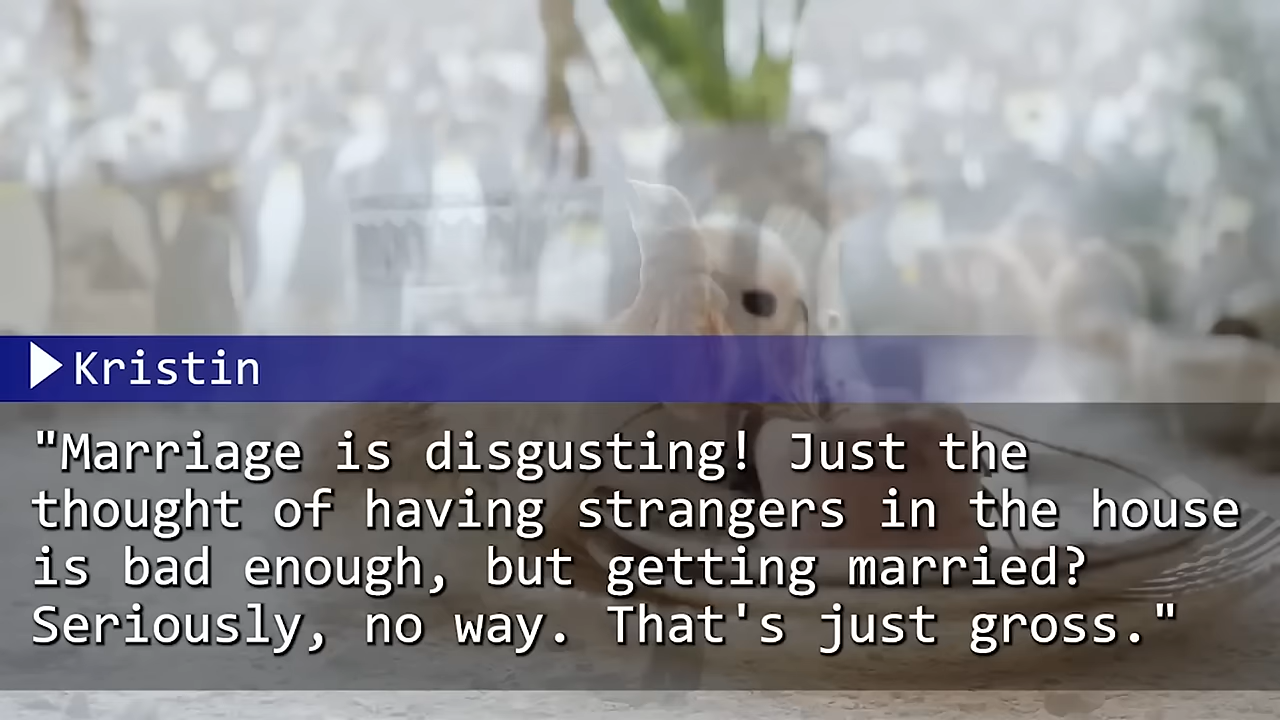 Kristin
"Marriage is disgusting! Just the
thought of having strangers in the house
is bad enough, but getting married?
Seriously, no way. That's just gross."